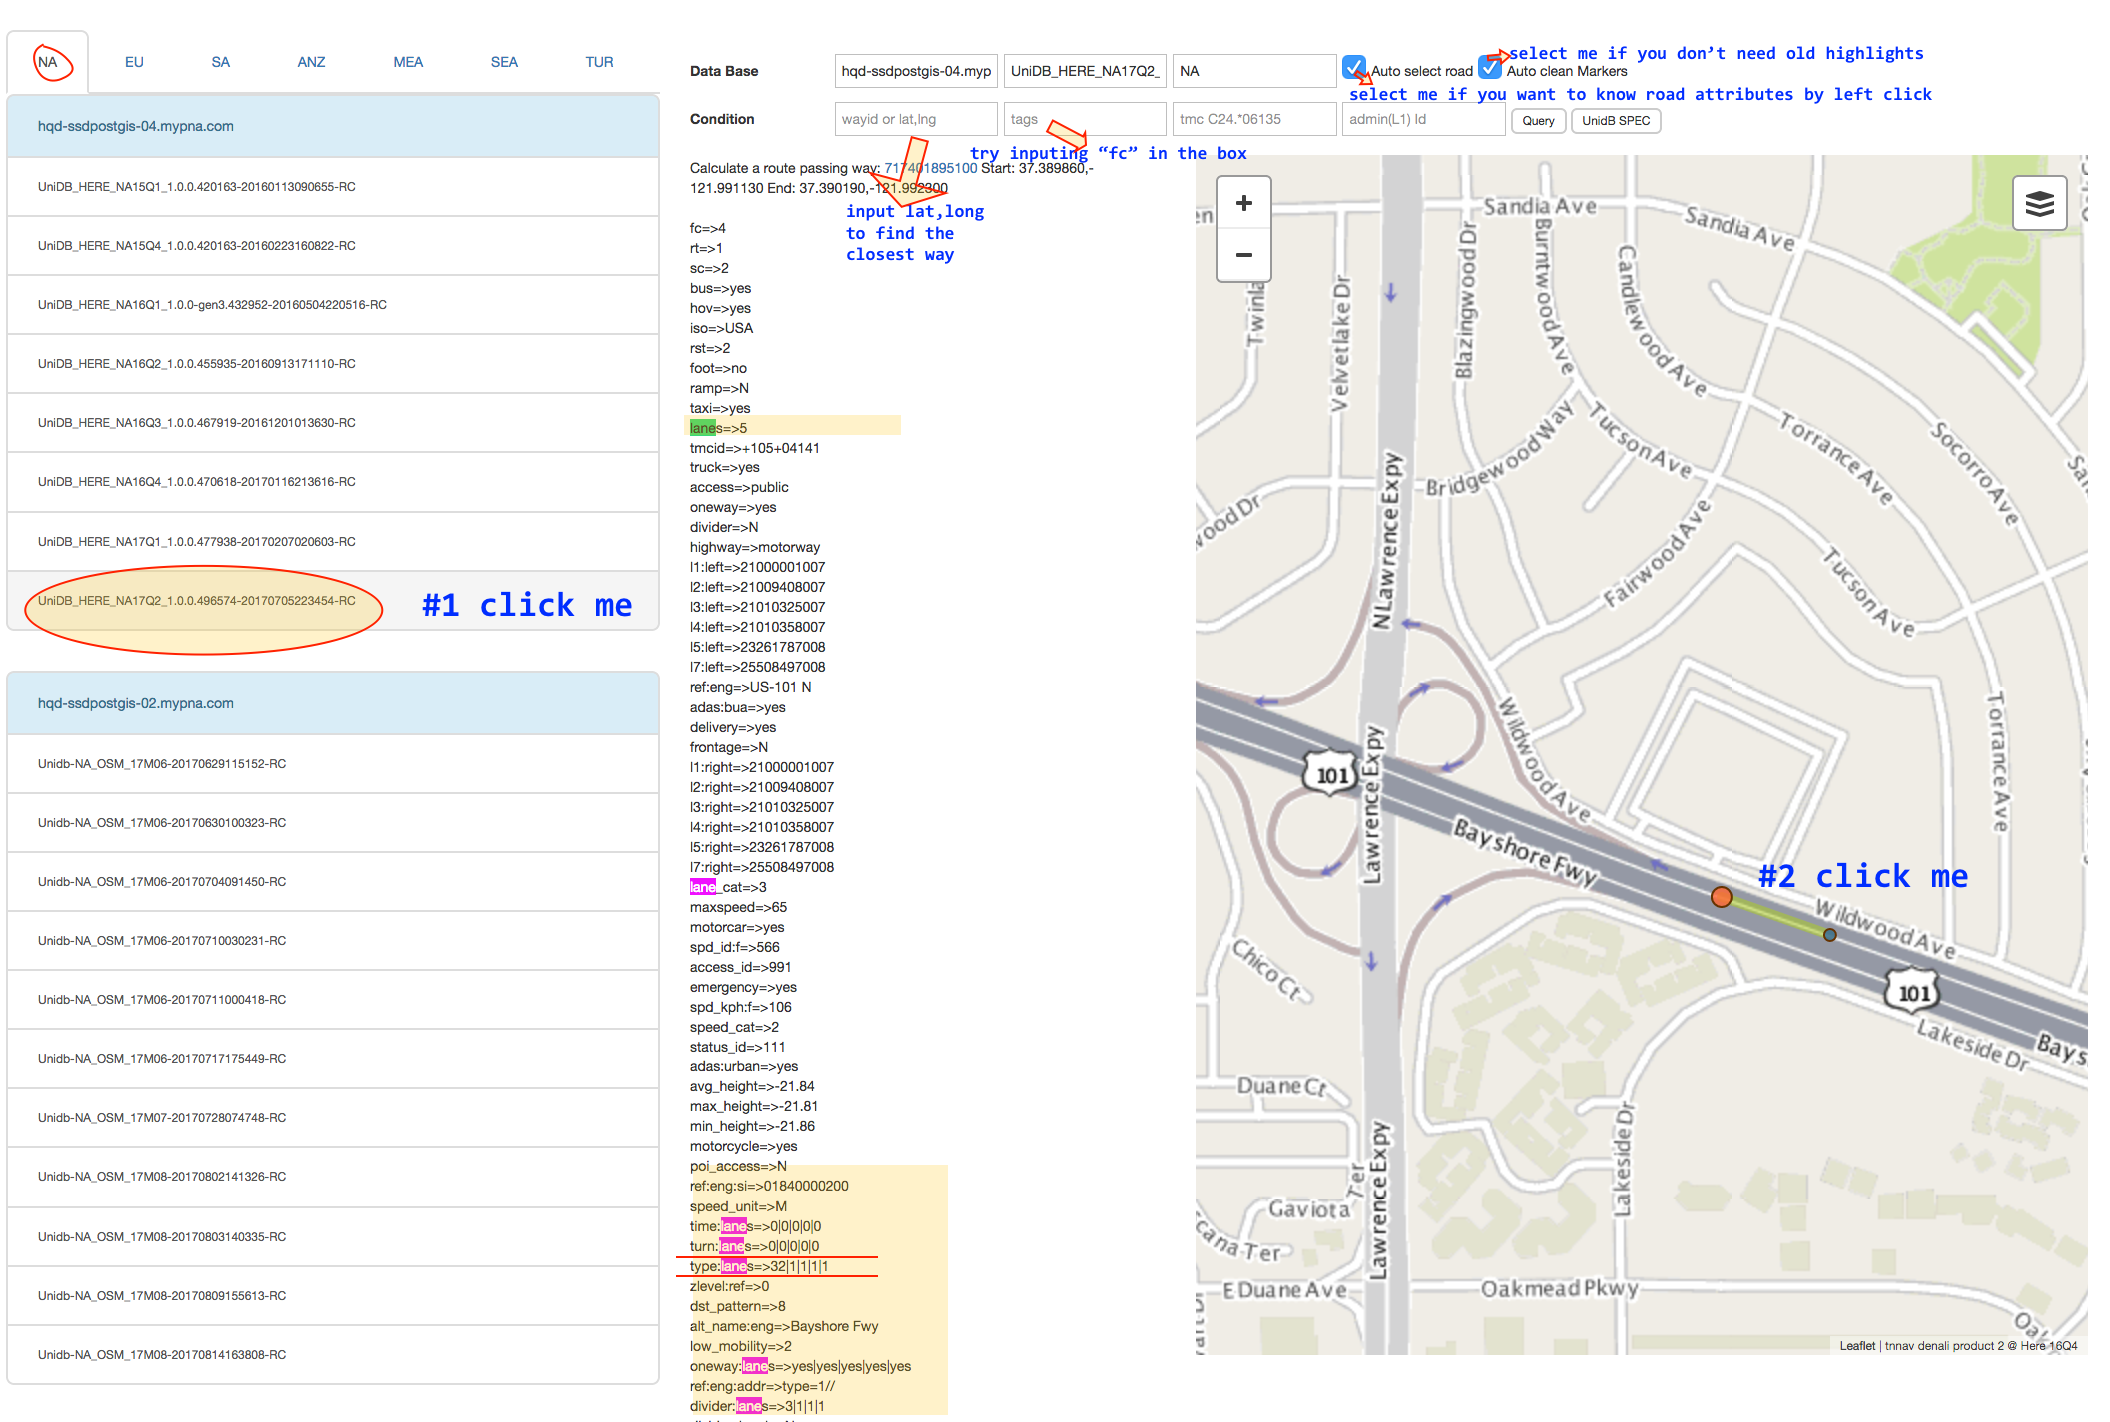 NA
EU
SA
ANZ
MEA
SEA
TUR
hqd-ssdpostgis-04.mypna.com
UniDB_HERE_NA15Q1_1.0.0.420163-20160113090655-RC
UniDB_HERE_NA15Q4_1.0.0.420163-20160223160822-RC
UniDB_HERE_NA16Q1_1.0.0-gen3.432952-20160504220516-RC
UniDB_HERE_NA16Q2_1.0.0.455935-20160913171110-RC
UniDB_HERE_NA16Q3_1.0.0.467919-20161201013630-RC
UniDB_HERE_NA16Q4_1.0.0.470618-20170116213616-RC
UniDB_HERE_NA17Q1_1.0.0.477938-20170207020603-RC
UniDB_HERE_NA17Q2_1.0.0.496574-20170705223454-RC
#1 click me
hqd-ssdpostgis-02.mypna.com
Unidb-NA_OSM_17M06-20170629115152-RC
Unidb-NA_OSM_17M06-20170630100323-RC
Unidb-NA_OSM_17M06-20170704091450-RC
Unidb-NA_OSM_17M06-20170710030231-RC
Unidb-NA_OSM_17M06-20170711000418-RC
Unidb-NA_OSM_17M06-20170717175449-RC
Unidb-NA_OSM_17M07-20170728074748-RC
Unidb-NA_OSM_17M08-20170802141326-RC
Unidb-NA_OSM_17M08-20170803140335-RC
Unidb-NA_OSM_17M08-20170809155613-RC
Unidb-NA_OSM_17M08-20170814163808-RC
Data Base
hqd-ssdpostgis-04.myp
UniDB_HERE_NA17Q2_
NA
Auto select road
Auto clean Markers
select me if you don't need old highlights
select me if you want to know road attributes by left click
Condition
wayid or lat,lng
tags
tmc C24.*06135
admin(L1) Id
Query
UnidB SPEC
try inputing “fc” in the box
Calculate a route passing way: 717401895100 Start: 37.389860,-
121.991130 End: 37.390190,-121.992300
input lat,long
to find the
closest way
fc=>4
rt=>1
sc=>2
bus=>yes
hov=>yes
iso=>USA
rst=>2
foot=>no
ramp=>N
taxi=>yes
lanes=>5
tmcid=>+105+04141
truck=>yes
access=>public
oneway=>yes
divider=>N
highway=>motorway
l1:left=>21000001007
l2:left=>21009408007
l3:left=>21010325007
l4:left=>21010358007
l5:left=>23261787008
l7:left=>25508497008
ref:eng=>US-101 N
adas:bua=>yes
delivery=>yes
frontage=>N
l1:right=>21000001007
l2:right=>21009408007
l3:right=>21010325007
l4:right=>21010358007
l5:right=>23261787008
l7:right=>25508497008
lane_cat=>3
maxspeed=>65
motorcar=>yes
spd_id:f=>566
access_id=>991
emergency=>yes
spd_kph:f=>106
speed_cat=>2
status_id=>111
adas:urban=>yes
avg_height=>-21.84
max_height=>-21.81
min_height=>-21.86
motorcycle=>yes
poi_access=>N
ref:eng:si=>01840000200
speed_unit=>M
time:lanes=>0|0|0|0|0
turn:lanes=>0|0|0|0|0
type:lanes=>32|1|1|1|1
zlevel:ref=>0
dst_pattern=>8
alt_name:eng=>Bayshore Fwy
low_mobility=>2
oneway:lanes=>yes|yes|yes|yes|yes
ref:eng:addr=>type=1//
divider:lanes=>3|1|1|1
+
−
Sandia Ave
Sandia Ave
Twinla
Velvetlake Dr
Blazingwood Dr
Burntwood Ave
Candlewood Ave
Tucson Ave
Torrance Ave
Socorro Ave
Bridgewood Way
wood Dr
N Lawrence Expy
Fairwood Ave
Tucson Ave
Torrance Ave
Wildwood Ave
101
Lawrence Expy
Bayshore Fwy
#2 click me
Wildwood Ave
101
Lakeside Dr
Bays
Chico Ct
Duane Ct
Lawrence Expy
Lakeside Dr
Gaviota Ter
cana Ter
E Duane Ave
Oakmead Pkwy
Oak
Leaflet | tnnav denali product 2 @ Here 16Q4